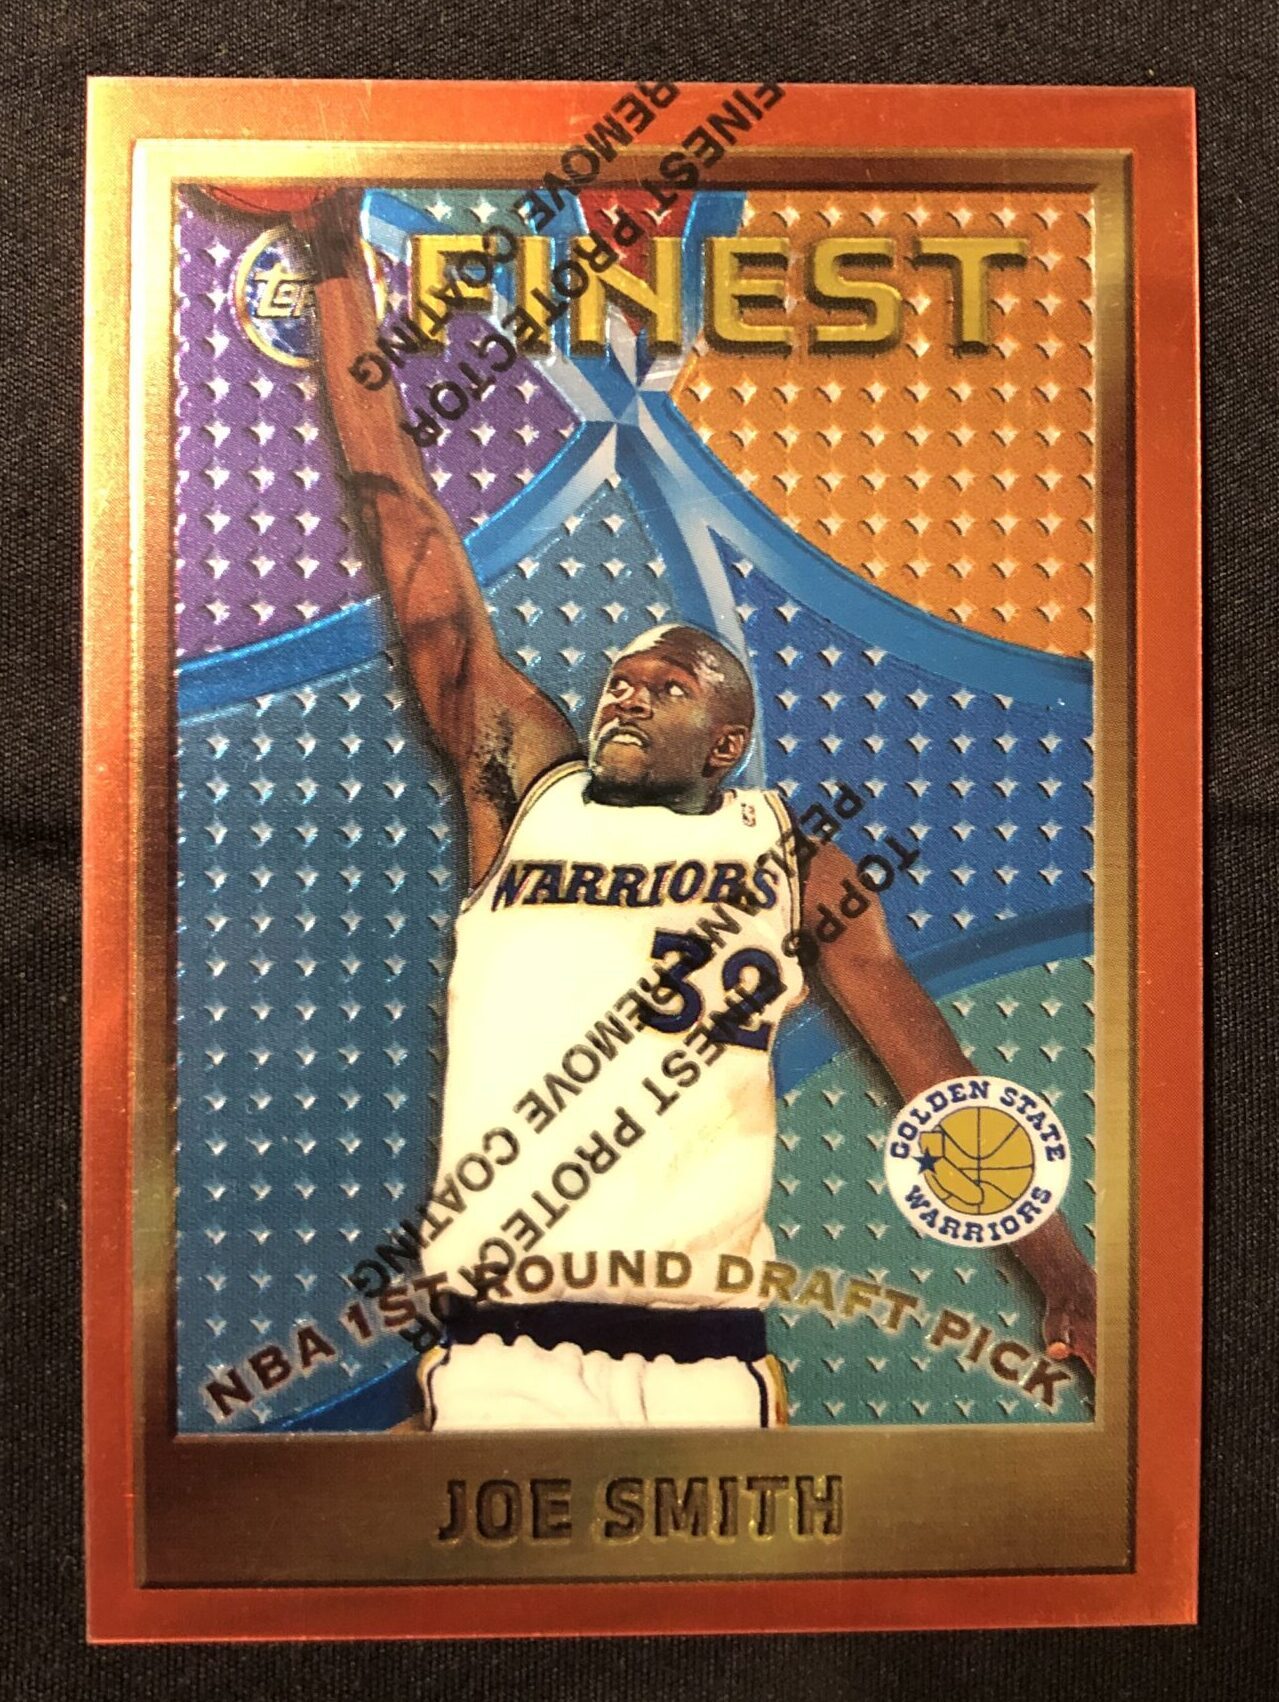 FINEST PROTECTOR
REMOVE COATING
TOPPS
FINEST
WARRIORS
32
TOPPS FINEST PROTECTOR
PEEL AND REMOVE COATING
GOLDEN STATE
WARRIORS
NBA 1ST ROUND DRAFT PICK
JOE SMITH